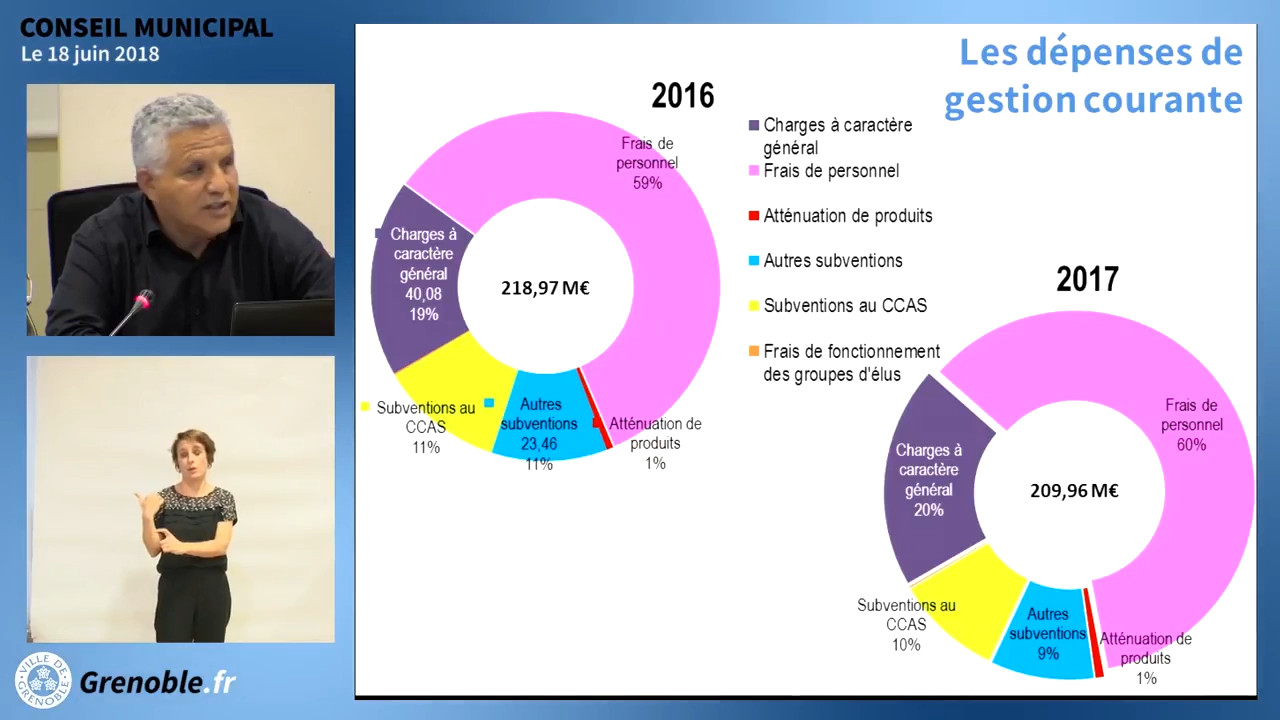 CONSEIL MUNICIPAL
Le 18 juin 2018
Les dépenses de
gestion courante
2016
Frais de
personnel
59%
Charges à
caractère
général
40,08
19%
218,97 M€
Subventions au
CCAS
11%
Autres
subventions
23,46
11%
Atténuation de
produits
1%
Charges à caractère
général
Frais de personnel
Atténuation de produits
Autres subventions
Subventions au CCAS
Frais de fonctionnement
des groupes d'élus
2017
Frais de
personnel
60%
Charges à
caractère
général
20%
209,96 M€
Subventions au
CCAS
10%
Autres
subventions
9%
Atténuation de
produits
1%
VILLE DE
GRENOBLE
Grenoble.fr